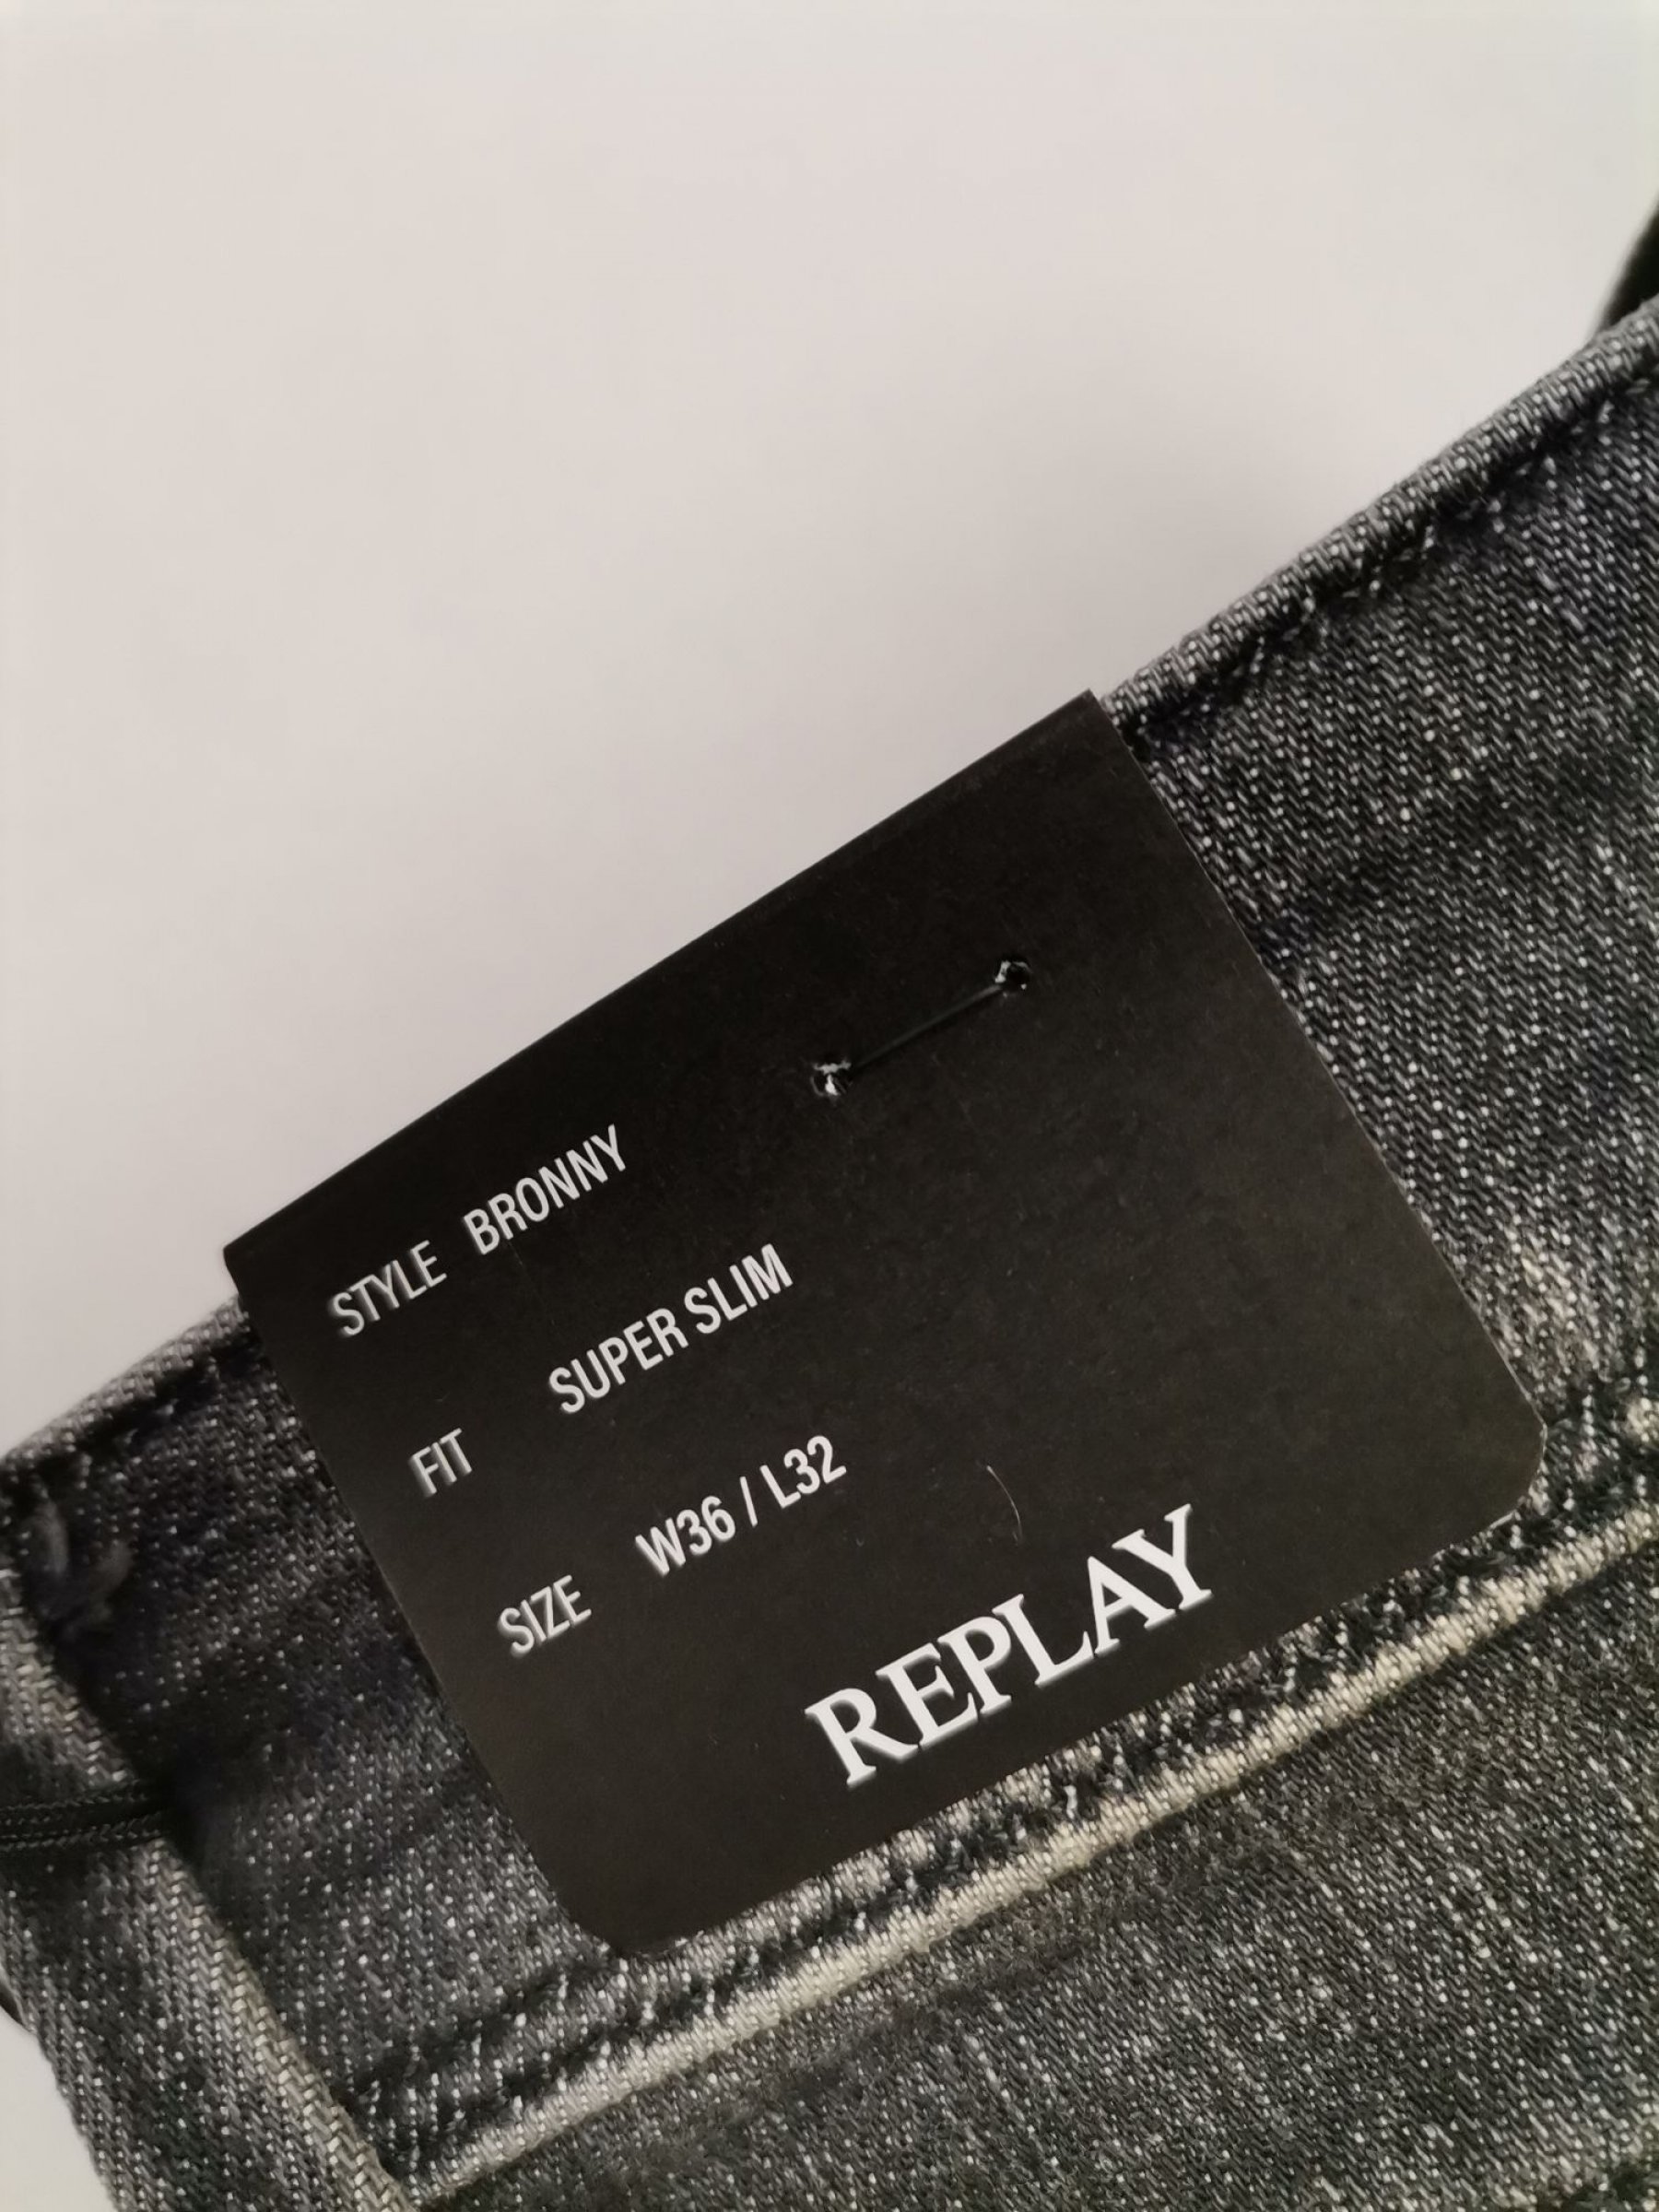 STYLE BRONNY
FIT SUPER SLIM
SIZE W36 / L32
REPLAY